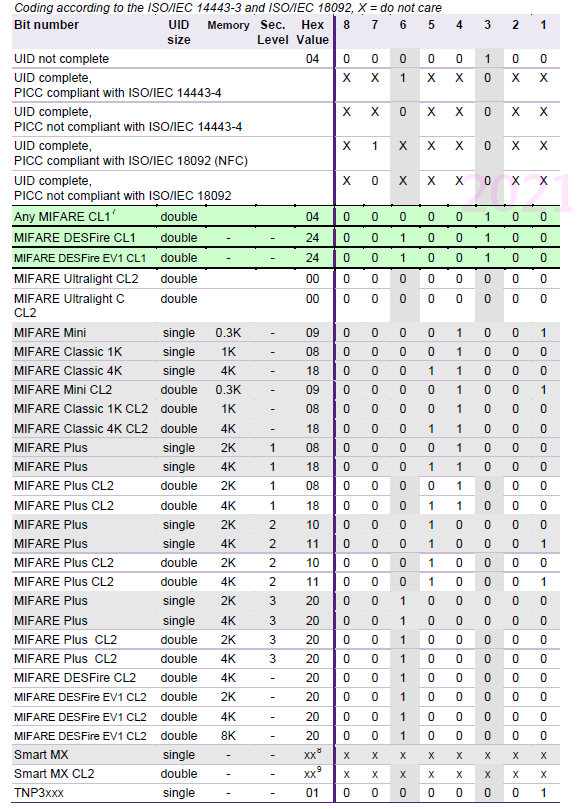 Coding according to the ISO/IEC 14443-3 and ISO/IEC 18092, X = do not care
Bit number UID size Memory Sec. Level Hex Value 8 7 6 5 4 3 2 1
UID not complete 04 0 0 0 0 0 1 0 0
UID complete,
PICC compliant with ISO/IEC 14443-4 X X 1 X X 0 X X
UID complete,
PICC not compliant with ISO/IEC 14443-4 X X 0 X X 0 X X
UID complete,
PICC compliant with ISO/IEC 18092 (NFC) X 1 X X X 0 X X
UID complete,
PICC not compliant with ISO/IEC 18092 X 0 X X X 0 X X
2021
Any MIFARE CL1 7 double 04 0 0 0 0 0 1 0 0
MIFARE DESFire CL1 double - - 24 0 0 1 0 0 1 0 0
MIFARE DESFire EV1 CL1 double - - 24 0 0 1 0 0 1 0 0
MIFARE Ultralight CL2 double 00 0 0 0 0 0 0 0 0
MIFARE Ultralight C
CL2 double 00 0 0 0 0 0 0 0 0
MIFARE Mini single 0.3K - 09 0 0 0 0 1 0 0 1
MIFARE Classic 1K single 1K - 08 0 0 0 0 1 0 0 0
MIFARE Classic 4K single 4K - 18 0 0 0 1 1 0 0 0
MIFARE Mini CL2 double 0.3K - 09 0 0 0 0 1 0 0 1
MIFARE Classic 1K CL2 double 1K - 08 0 0 0 0 1 0 0 0
MIFARE Classic 4K CL2 double 4K - 18 0 0 0 1 1 0 0 0
MIFARE Plus single 2K 1 08 0 0 0 0 1 0 0 0
MIFARE Plus single 4K 1 18 0 0 0 1 1 0 0 0
MIFARE Plus CL2 double 2K 1 08 0 0 0 0 1 0 0 0
MIFARE Plus CL2 double 4K 1 18 0 0 0 1 1 0 0 0
MIFARE Plus single 2K 2 10 0 0 0 1 0 0 0 0
MIFARE Plus single 4K 2 11 0 0 0 1 0 0 0 1
MIFARE Plus CL2 double 2K 2 10 0 0 0 1 0 0 0 0
MIFARE Plus CL2 double 4K 2 11 0 0 0 1 0 0 0 1
MIFARE Plus single 2K 3 20 0 0 1 0 0 0 0 0
MIFARE Plus single 4K 3 20 0 0 1 0 0 0 0 0
MIFARE Plus CL2 double 2K 3 20 0 0 1 0 0 0 0 0
MIFARE Plus CL2 double 4K 3 20 0 0 1 0 0 0 0 0
MIFARE DESFire CL2 double 4K - 20 0 0 1 0 0 0 0 0
MIFARE DESFire EV1 CL2 double 2K - 20 0 0 1 0 0 0 0 0
MIFARE DESFire EV1 CL2 double 4K - 20 0 0 1 0 0 0 0 0
MIFARE DESFire EV1 CL2 double 8K - 20 0 0 1 0 0 0 0 0
Smart MX single - - xx8 x x x x x x x x
Smart MX CL2 double - - xx9 x x x x x x x x
TNP3xxx single - - 01 0 0 0 0 0 0 0 1